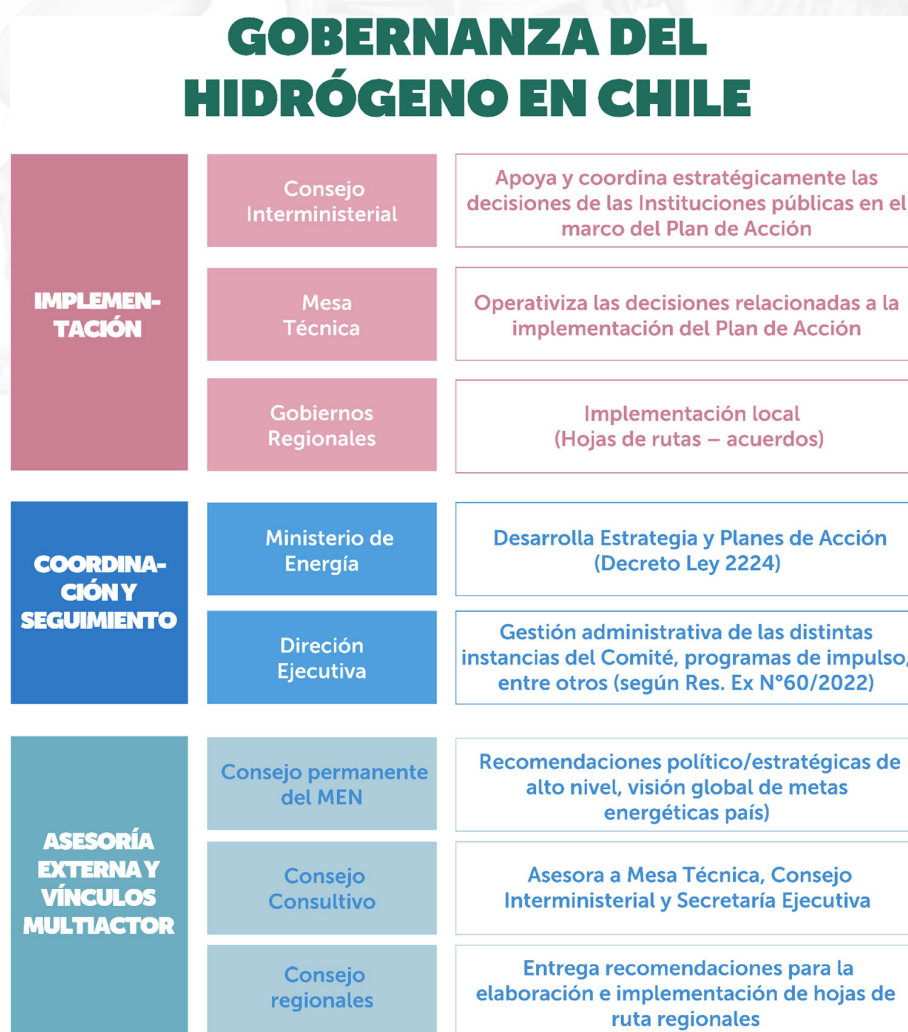 GOBERNANZA DEL
HIDRÓGENO EN CHILE
IMPLEMEN-
TACIÓN
Consejo
Interministerial
Apoya y coordina estratégicamente las
decisiones de las Instituciones públicas en el
marco del Plan de Acción
Mesa
Técnica
Operativiza las decisiones relacionadas a la
implementación del Plan de Acción
Gobiernos
Regionales
Implementación local
(Hojas de rutas – acuerdos)
COORDINA-
CIÓN Y
SEGUIMIENTO
Ministerio de
Energía
Desarrolla Estrategia y Planes de Acción
(Decreto Ley 2224)
Direción
Ejecutiva
Gestión administrativa de las distintas
instancias del Comité, programas de impulso,
entre otros (según Res. Ex N°60/2022)
ASESORÍA
EXTERNA Y
VÍNCULOS
MULTIACTOR
Consejo permanente
del MEN
Recomendaciones político/estratégicas de
alto nivel, visión global de metas
energéticas país)
Consejo
Consultivo
Asesora a Mesa Técnica, Consejo
Interministerial y Secretaría Ejecutiva
Consejo
regionales
Entrega recomendaciones para la
elaboración e implementación de hojas de
ruta regionales